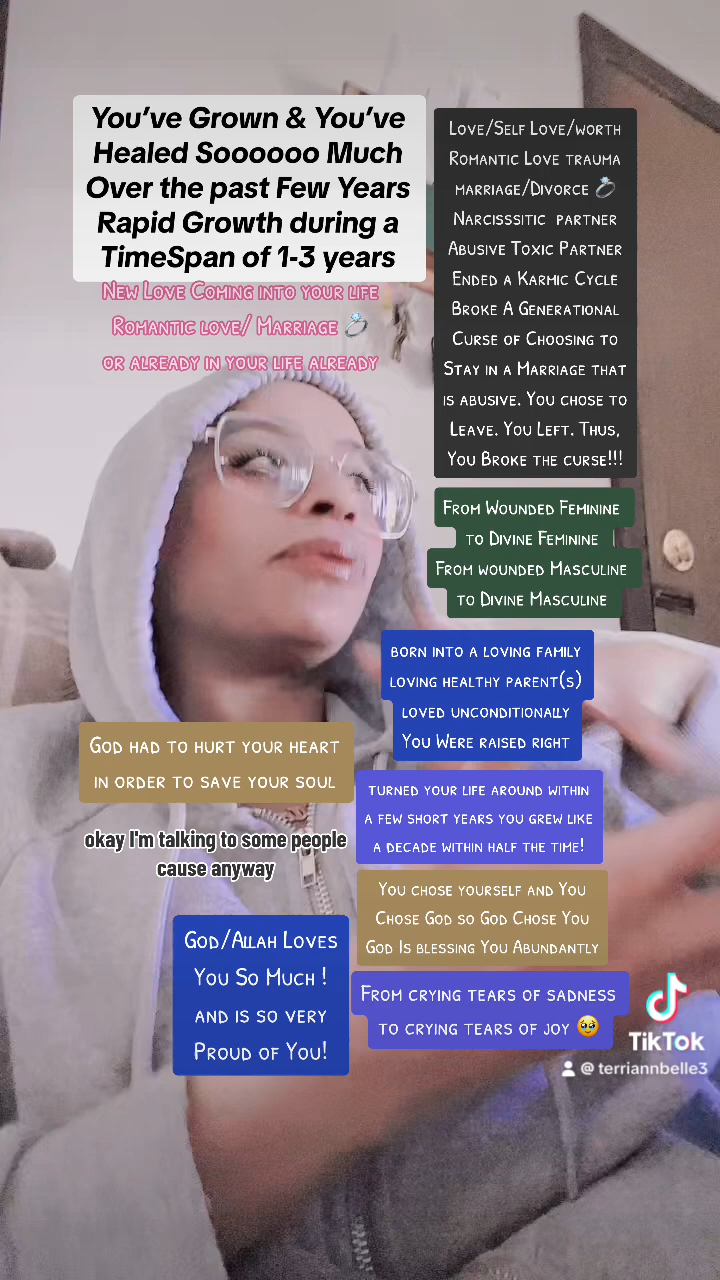 You've Grown & You've
Healed Soooooo Much
Over the past Few Years
Rapid Growth during a
TimeSpan of 1-3 years
New Love Coming into your life
Romantic love/ Marriage 💍
or already in your life already
Love/Self Love/worth
Romantic Love trauma
marriage/Divorce 💍
Narcisssitic partner
Abusive Toxic Partner
Ended a Karmic Cycle
Broke A Generational
Curse of Choosing to
Stay in a Marriage that
is abusive. You chose to
Leave. You Left. Thus,
You Broke the curse!!!
From Wounded Feminine
to Divine Feminine
From wounded Masculine
to Divine Masculine
born into a loving family
loving healthy parent(s)
loved unconditionally
You Were raised right
God had to hurt your heart
in order to save your soul
turned your life around within
a few short years you grew like
a decade within half the time!
okay I'm talking to some people
cause anyway
You chose yourself and You
Chose God so God Chose You
God Is blessing You Abundantly
God/Allah Loves
You So Much !
and is so very
Proud of You!
From crying tears of sadness
to crying tears of joy 🥹
TikTok
@ terriannbelle3